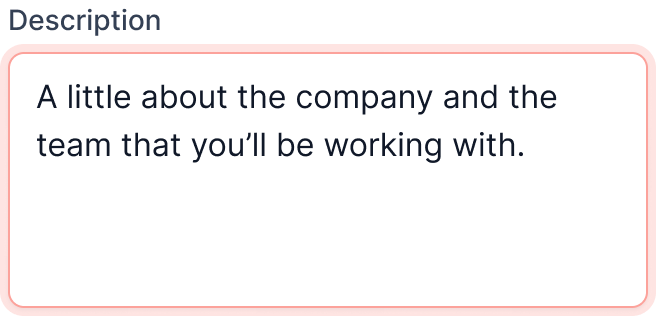 Description
A little about the company and the
team that you’ll be working with.